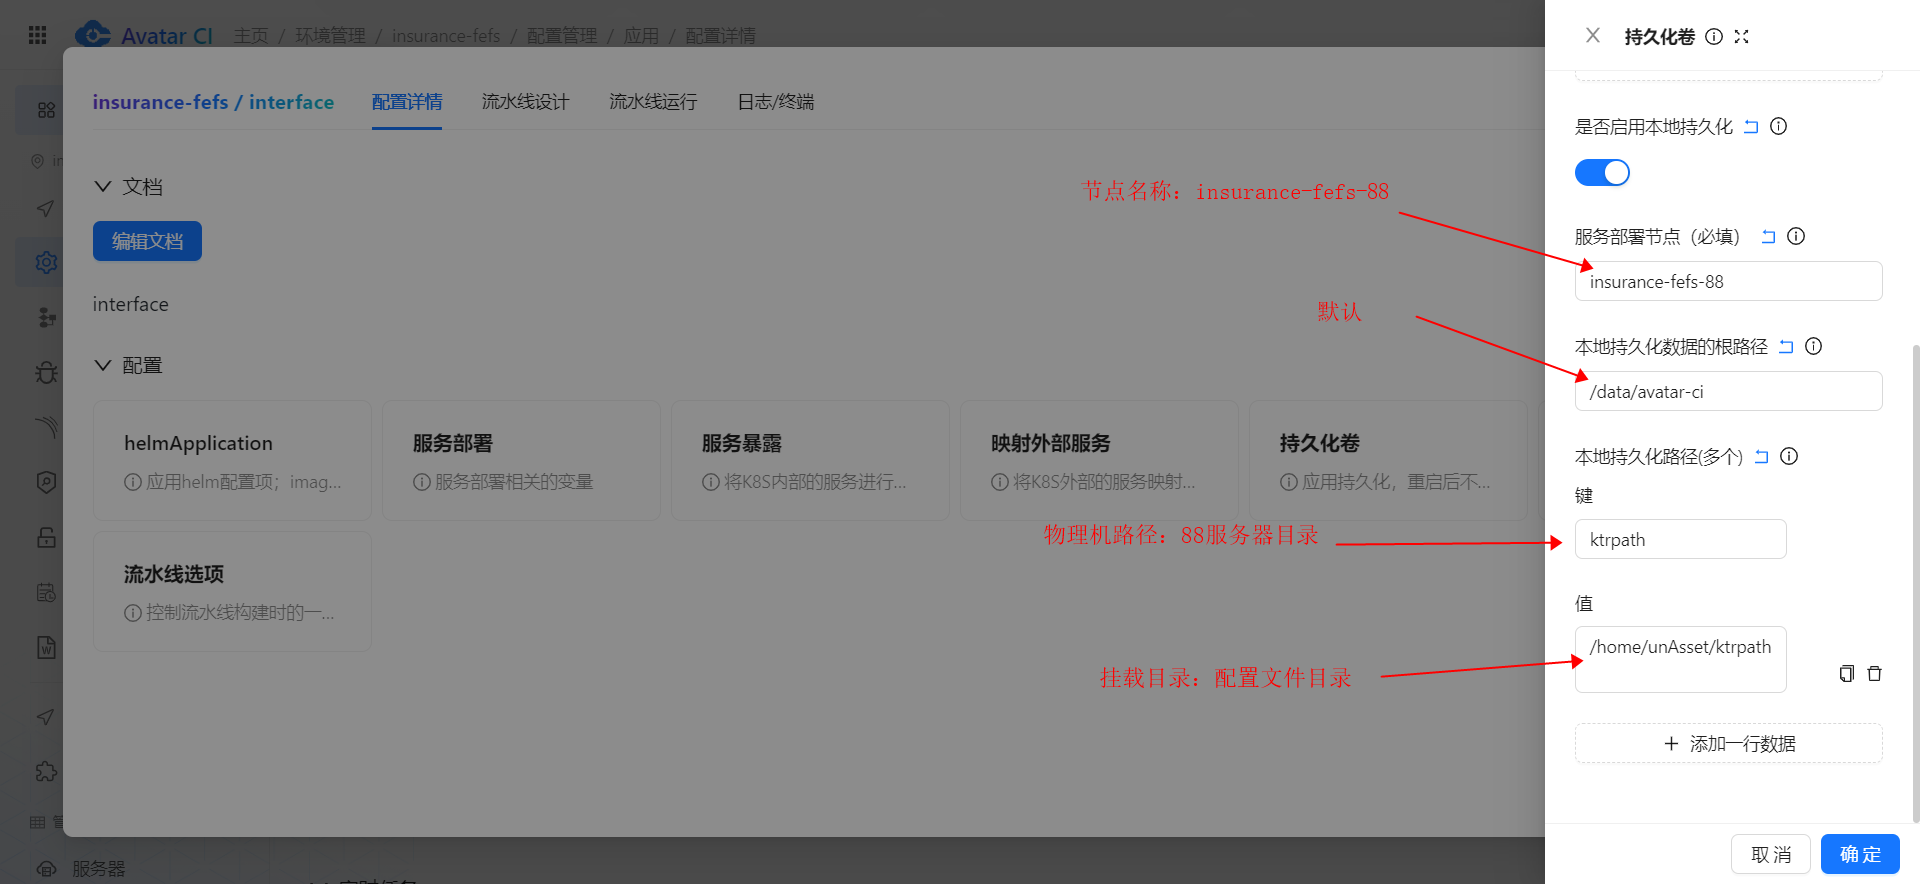 Avatar CI 主页 / 环境管理 / insurance-fefs / 配置管理 / 应用 / 配置详情
insurance-fefs / interface 配置详情 流水线设计 流水线运行 日志/终端
文档
编辑文档
interface
配置
helmApplication
应用helm配置项；imag...
服务部署
服务部署相关的变量
服务暴露
将K8S内部的服务进行...
映射外部服务
将K8S外部的服务映射...
持久化卷
应用持久化，重启后不...
流水线选项
控制流水线构建时的一...
服务器
节点名称：insurance-fefs-88
默认
物理机路径：88服务器目录
挂载目录：配置文件目录
持久化卷
是否启用本地持久化
服务部署节点（必填）
insurance-fefs-88
本地持久化数据的根路径
/data/avatar-ci
本地持久化路径(多个)
键
ktrpath
值
/home/unAsset/ktrpath
添加一行数据
取 消 确 定